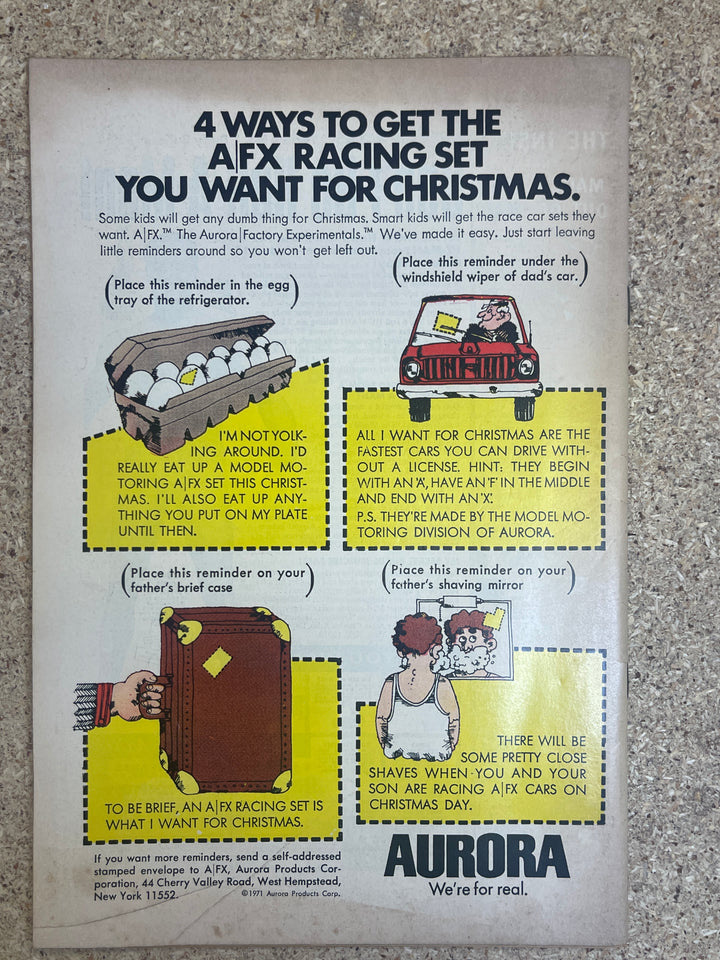 4 WAYS TO GET THE
A|FX RACING SET
YOU WANT FOR CHRISTMAS.
Some kids will get any dumb thing for Christmas. Smart kids will get the race car sets they
want. A|FX.™ The Aurora|Factory Experimentals.™ We've made it easy. Just start leaving
little reminders around so you won't get left out.
(Place this reminder in the egg
tray of the refrigerator.)
(Place this reminder under the
windshield wiper of dad's car.)
I'M NOT YOLK-
ING AROUND. I'D
REALLY EAT UP A MODEL MO-
TORING A|FX SET THIS CHRIST-
MAS. I'LL ALSO EAT UP ANY-
THING YOU PUT ON MY PLATE
UNTIL THEN.
ALL I WANT FOR CHRISTMAS ARE THE
FASTEST CARS YOU CAN DRIVE WITH-
OUT A LICENSE. HINT: THEY BEGIN
WITH AN 'A', HAVE AN 'F' IN THE MIDDLE
AND END WITH AN 'X'.
P.S. THEY'RE MADE BY THE MODEL MO-
TORING DIVISION OF AURORA.
(Place this reminder on your
father's brief case)
(Place this reminder on your
father's shaving mirror)
TO BE BRIEF, AN A|FX RACING SET IS
WHAT I WANT FOR CHRISTMAS.
THERE WILL BE
SOME PRETTY CLOSE
SHAVES WHEN YOU AND YOUR
SON ARE RACING A|FX CARS ON
CHRISTMAS DAY.
If you want more reminders, send a self-addressed
stamped envelope to A|FX, Aurora Products Cor-
poration, 44 Cherry Valley Road, West Hempstead,
New York 11552.
©1971 Aurora Products Corp.
AURORA
We're for real.